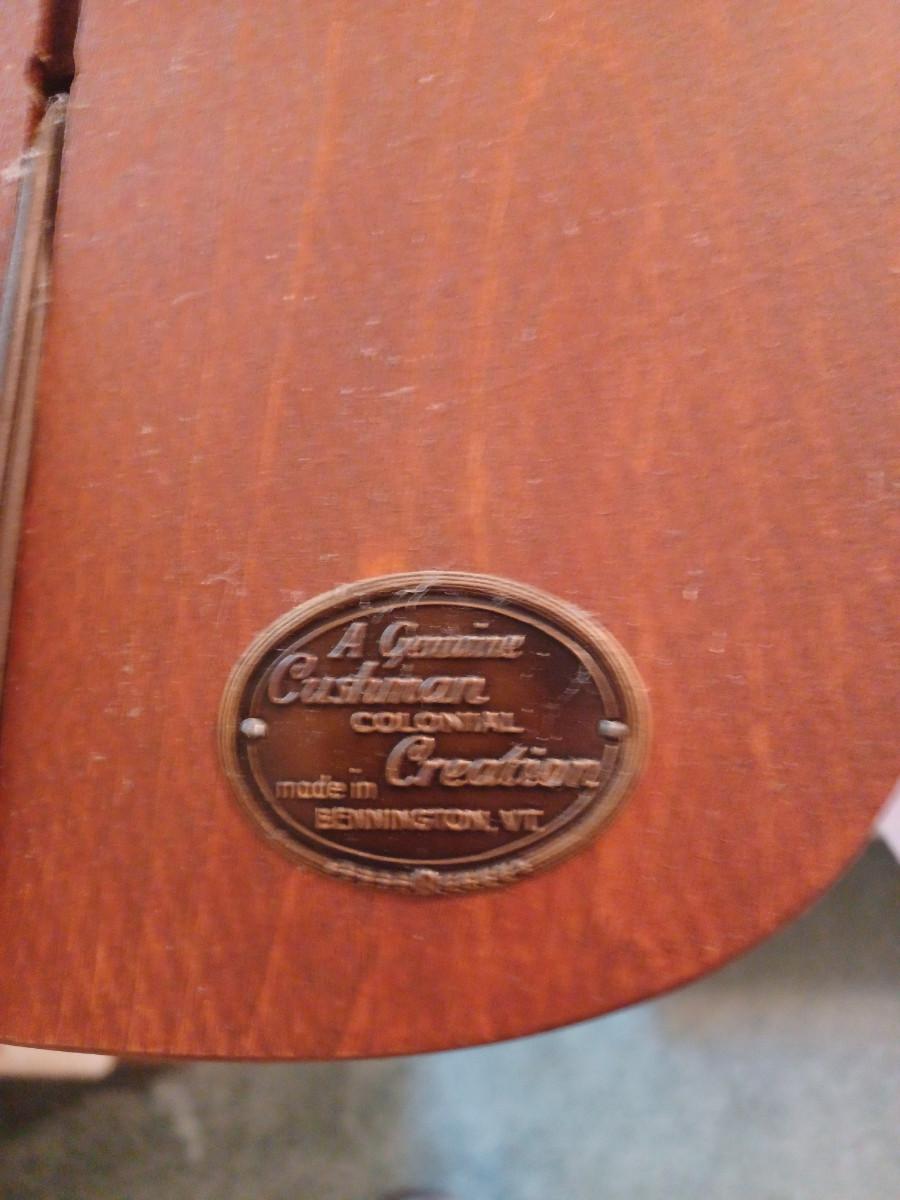 A Genuine
Cushman
COLONIAL
Creation
made in
BENNINGTON, VT.